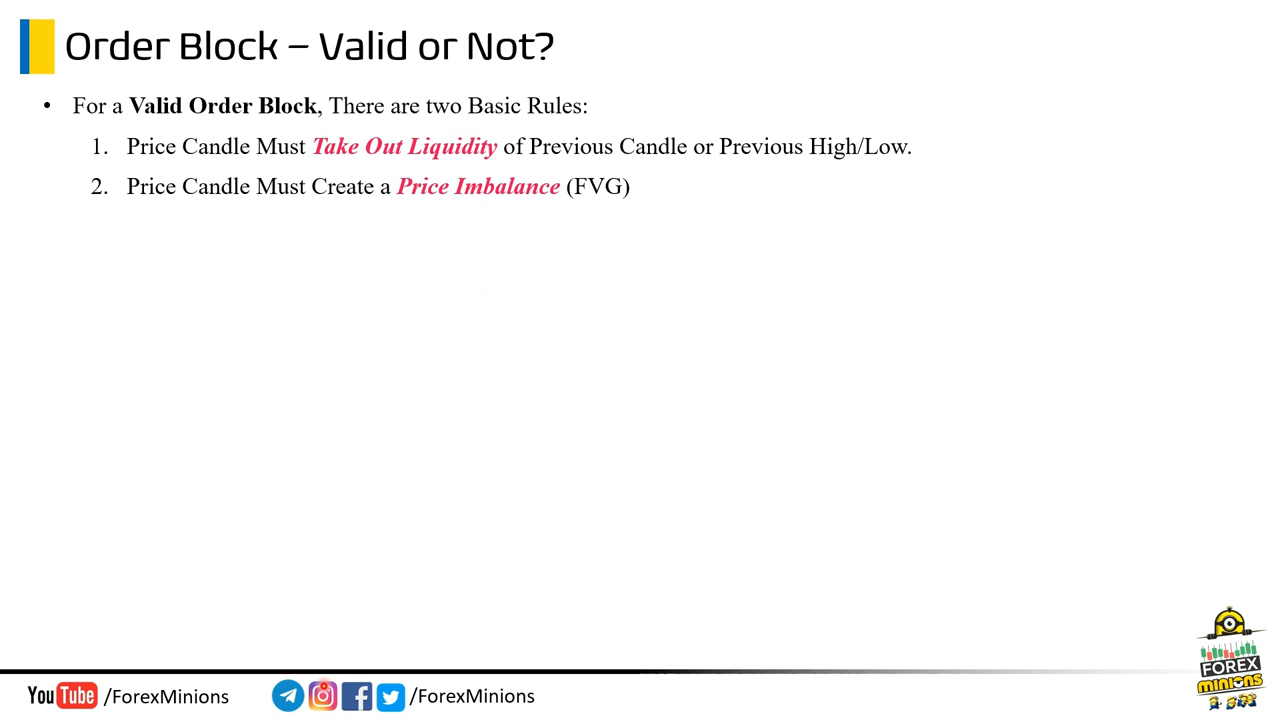 Order Block – Valid or Not?
• For a Valid Order Block, There are two Basic Rules:
1. Price Candle Must Take Out Liquidity of Previous Candle or Previous High/Low.
2. Price Candle Must Create a Price Imbalance (FVG)
FOREX
minions
YouTube /ForexMinions
/ForexMinions